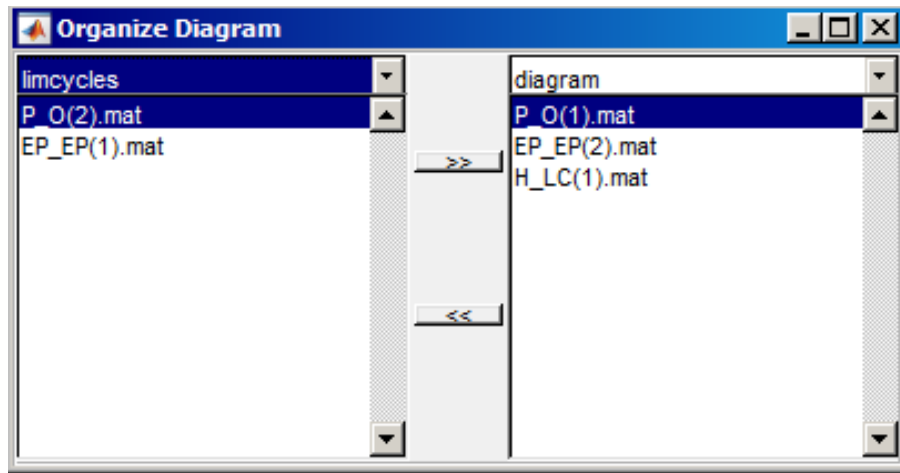 Organize Diagram
limcycles
P_O(2).mat
EP_EP(1).mat
>>
<<
diagram
P_O(1).mat
EP_EP(2).mat
H_LC(1).mat